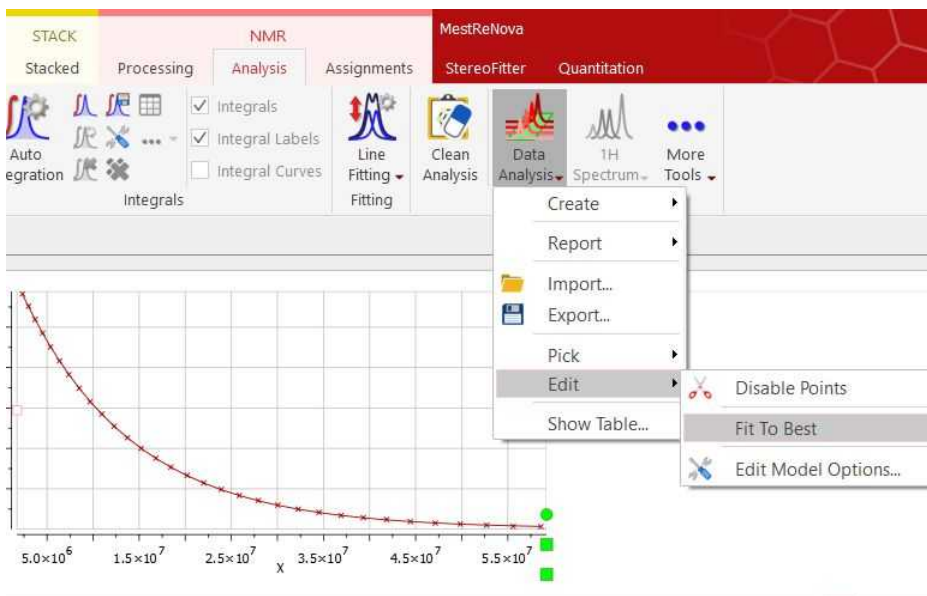 STACK
NMR
MestReNova
Stacked
Processing
Analysis
Assignments
StereoFitter
Quantitation
Auto
egration
Integrals
Integral Labels
Integral Curves
Integrals
Line
Fitting
Fitting
Clean
Analysis
Data
Analysis
1H
Spectrum
More
Tools
Create
Report
Import...
Export...
Pick
Edit
Show Table...
Disable Points
Fit To Best
Edit Model Options...
5.0×10⁶ 1.5×10⁷ 2.5×10⁷ 3.5×10⁷ 4.5×10⁷ 5.5×10⁷
X